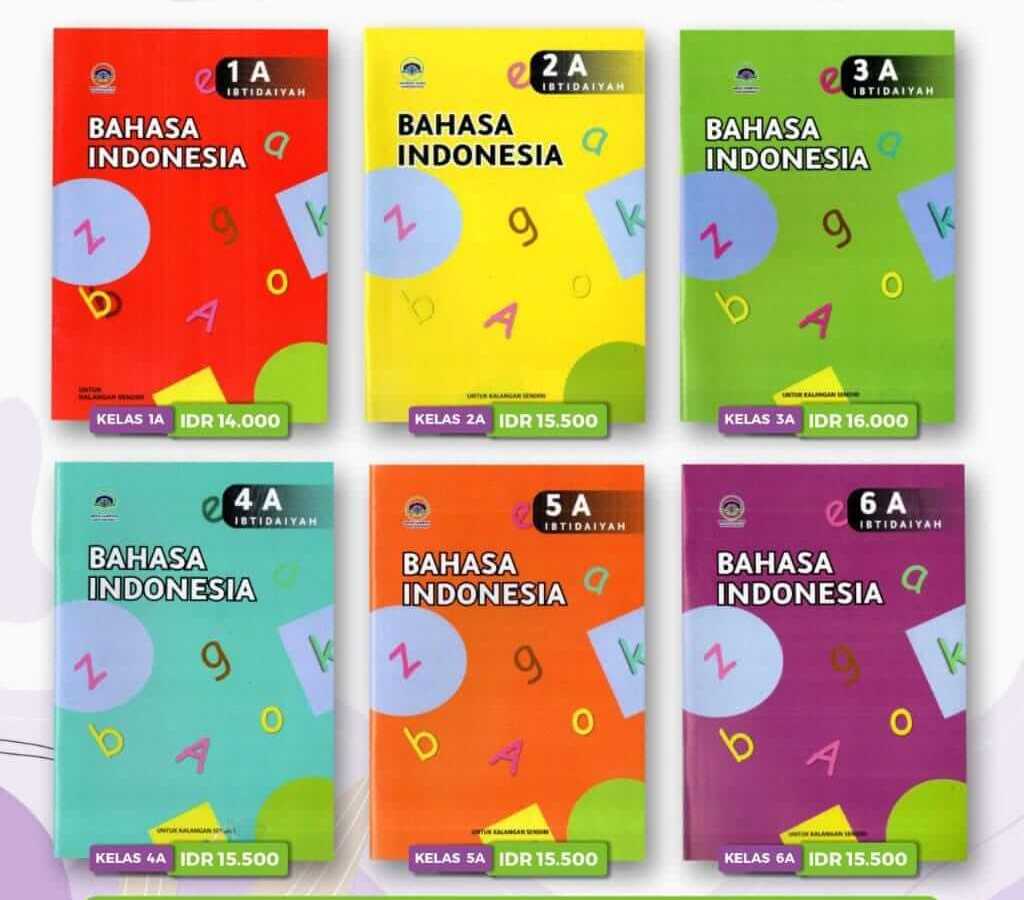 1 A
IBTIDAIYAH
BAHASA
INDONESIA
e
a
z
g
k
b
o
A
UNTUK
KALANGAN SENDIRI
KELAS 1A
IDR 14.000
2 A
IBTIDAIYAH
BAHASA
INDONESIA
e
a
z
g
k
b
o
A
UNTUK KALANGAN SENDIRI
KELAS 2A
IDR 15.500
3 A
IBTIDAIYAH
BAHASA
INDONESIA
e
a
z
g
k
b
o
A
UNTUK KALANGAN SENDIRI
KELAS 3A
IDR 16.000
4 A
IBTIDAIYAH
BAHASA
INDONESIA
e
a
z
g
k
b
o
A
UNTUK KALANGAN SENDIRI
KELAS 4A
IDR 15.500
5 A
IBTIDAIYAH
BAHASA
INDONESIA
e
a
z
g
k
b
o
A
UNTUK KALANGAN SENDIRI
KELAS 5A
IDR 15.500
6 A
IBTIDAIYAH
BAHASA
INDONESIA
e
a
z
g
k
b
o
A
UNTUK KALANGAN SENDIRI
KELAS 6A
IDR 15.500